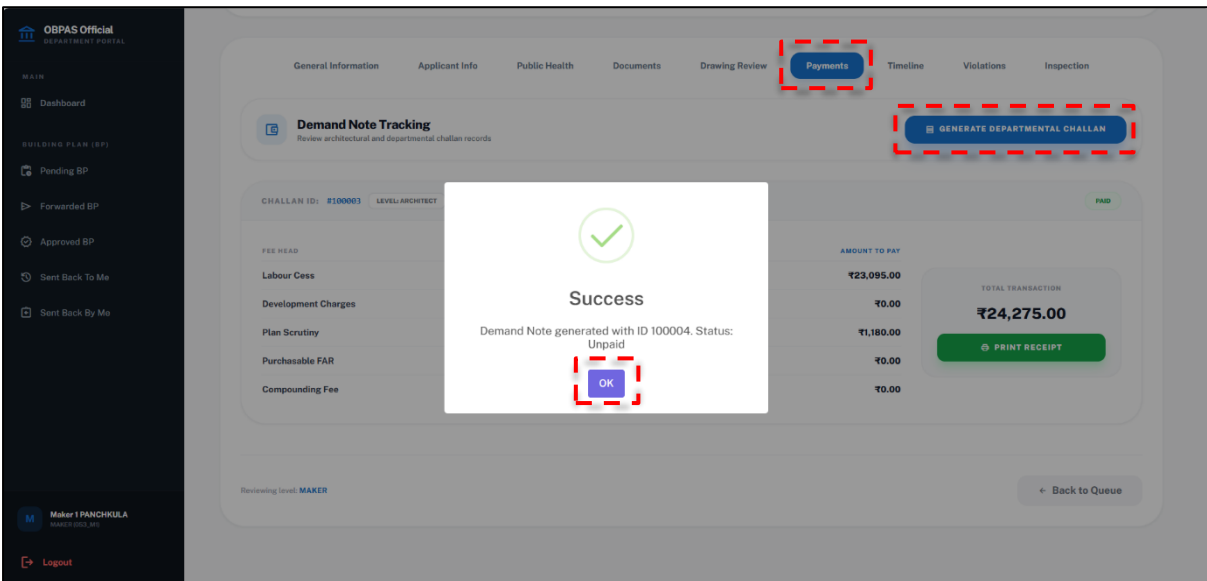 OBPAS Official
DEPARTMENT PORTAL
MAIN
Dashboard
BUILDING PLAN (BP)
Pending BP
Forwarded BP
Approved BP
Sent Back To Me
Sent Back By Me
M
Maker 1 PANCHKULA
Logout
General Information Applicant Info Public Health Documents Drawing Review Payments Timeline Violations Inspection
Demand Note Tracking
Review architectural and departmental challan records
GENERATE DEPARTMENTAL CHALLAN
CHALLAN ID: #100003 LEVEL: ARCHITECT PAID
FEE HEAD AMOUNT TO PAY
Labour Cess ₹23,095.00
Development Charges ₹0.00
Plan Scrutiny ₹1,180.00
Purchasable FAR ₹0.00
Compounding Fee ₹0.00
TOTAL TRANSACTION
₹24,275.00
PRINT RECEIPT
Success
Demand Note generated with ID 100004. Status:
Unpaid
OK
Reviewing level: MAKER
← Back to Queue